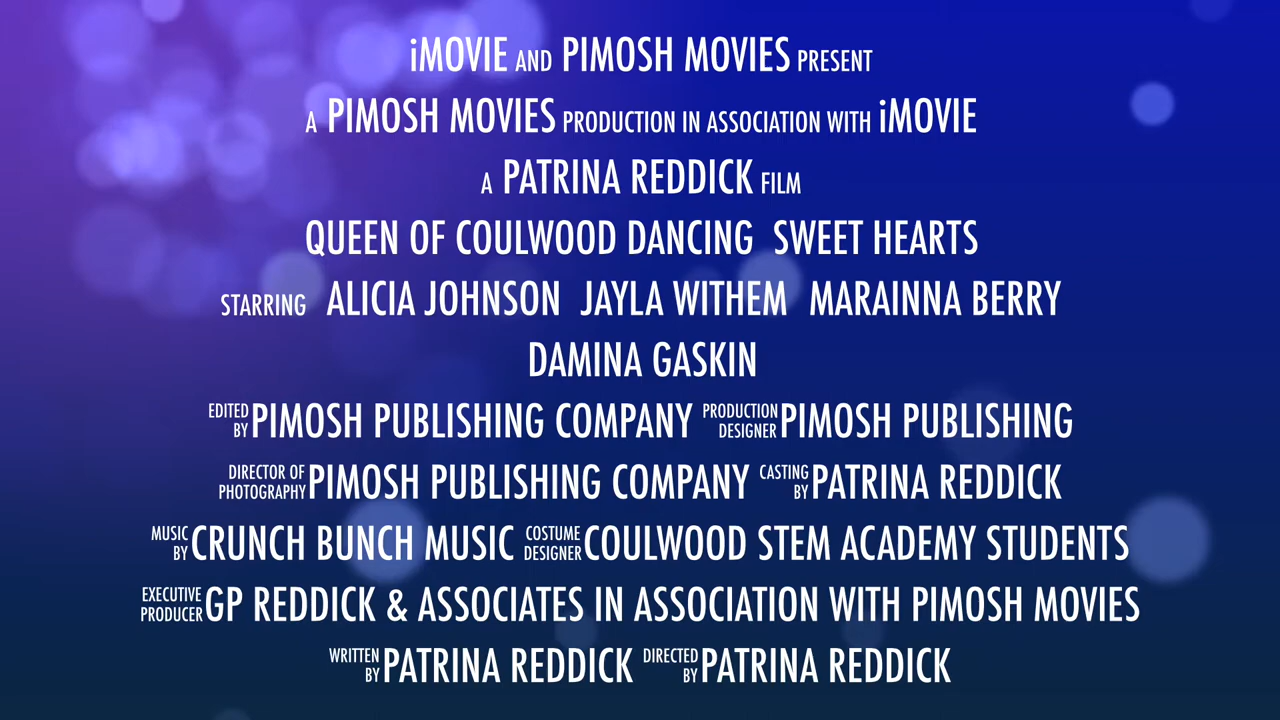 iMOVIE AND PIMOSH MOVIES PRESENT
A PIMOSH MOVIES PRODUCTION IN ASSOCIATION WITH iMOVIE
A PATRINA REDDICK FILM
QUEEN OF COULWOOD DANCING SWEET HEARTS
STARRING ALICIA JOHNSON JAYLA WITHEM MARAINNA BERRY
DAMINA GASKIN
EDITED BY PIMOSH PUBLISHING COMPANY PRODUCTION DESIGNER PIMOSH PUBLISHING
DIRECTOR OF PHOTOGRAPHY PIMOSH PUBLISHING COMPANY CASTING BY PATRINA REDDICK
MUSIC BY CRUNCH BUNCH MUSIC COSTUME DESIGNER COULWOOD STEM ACADEMY STUDENTS
EXECUTIVE PRODUCER GP REDDICK & ASSOCIATES IN ASSOCIATION WITH PIMOSH MOVIES
WRITTEN BY PATRINA REDDICK DIRECTED BY PATRINA REDDICK